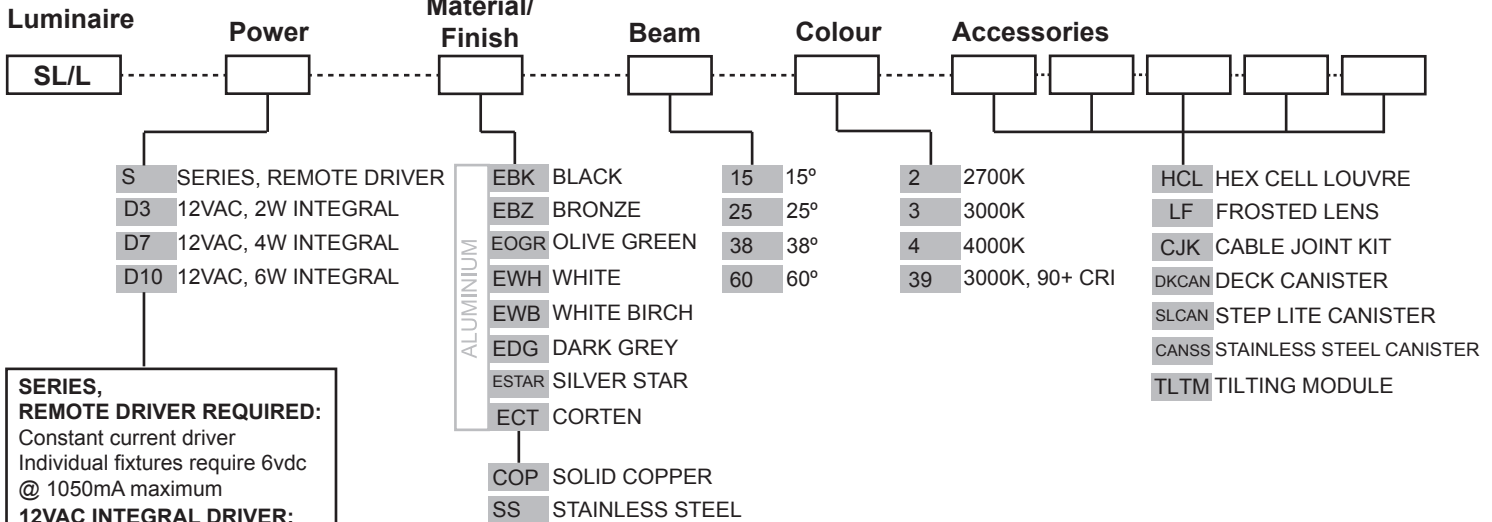 Luminaire
Power
Material/
Finish
Beam
Colour
Accessories
SL/L
S SERIES, REMOTE DRIVER
D3 12VAC, 2W INTEGRAL
D7 12VAC, 4W INTEGRAL
D10 12VAC, 6W INTEGRAL
SERIES,
REMOTE DRIVER REQUIRED:
Constant current driver
Individual fixtures require 6vdc
@ 1050mA maximum
12VAC INTEGRAL DRIVER:
ALUMINIUM
EBK BLACK
EBZ BRONZE
EOGR OLIVE GREEN
EWH WHITE
EWB WHITE BIRCH
EDG DARK GREY
ESTAR SILVER STAR
ECT CORTEN
COP SOLID COPPER
SS STAINLESS STEEL
15 15º
25 25º
38 38º
60 60º
2 2700K
3 3000K
4 4000K
39 3000K, 90+ CRI
HCL HEX CELL LOUVRE
LF FROSTED LENS
CJK CABLE JOINT KIT
DKCAN DECK CANISTER
SLCAN STEP LITE CANISTER
CANSS STAINLESS STEEL CANISTER
TLTM TILTING MODULE